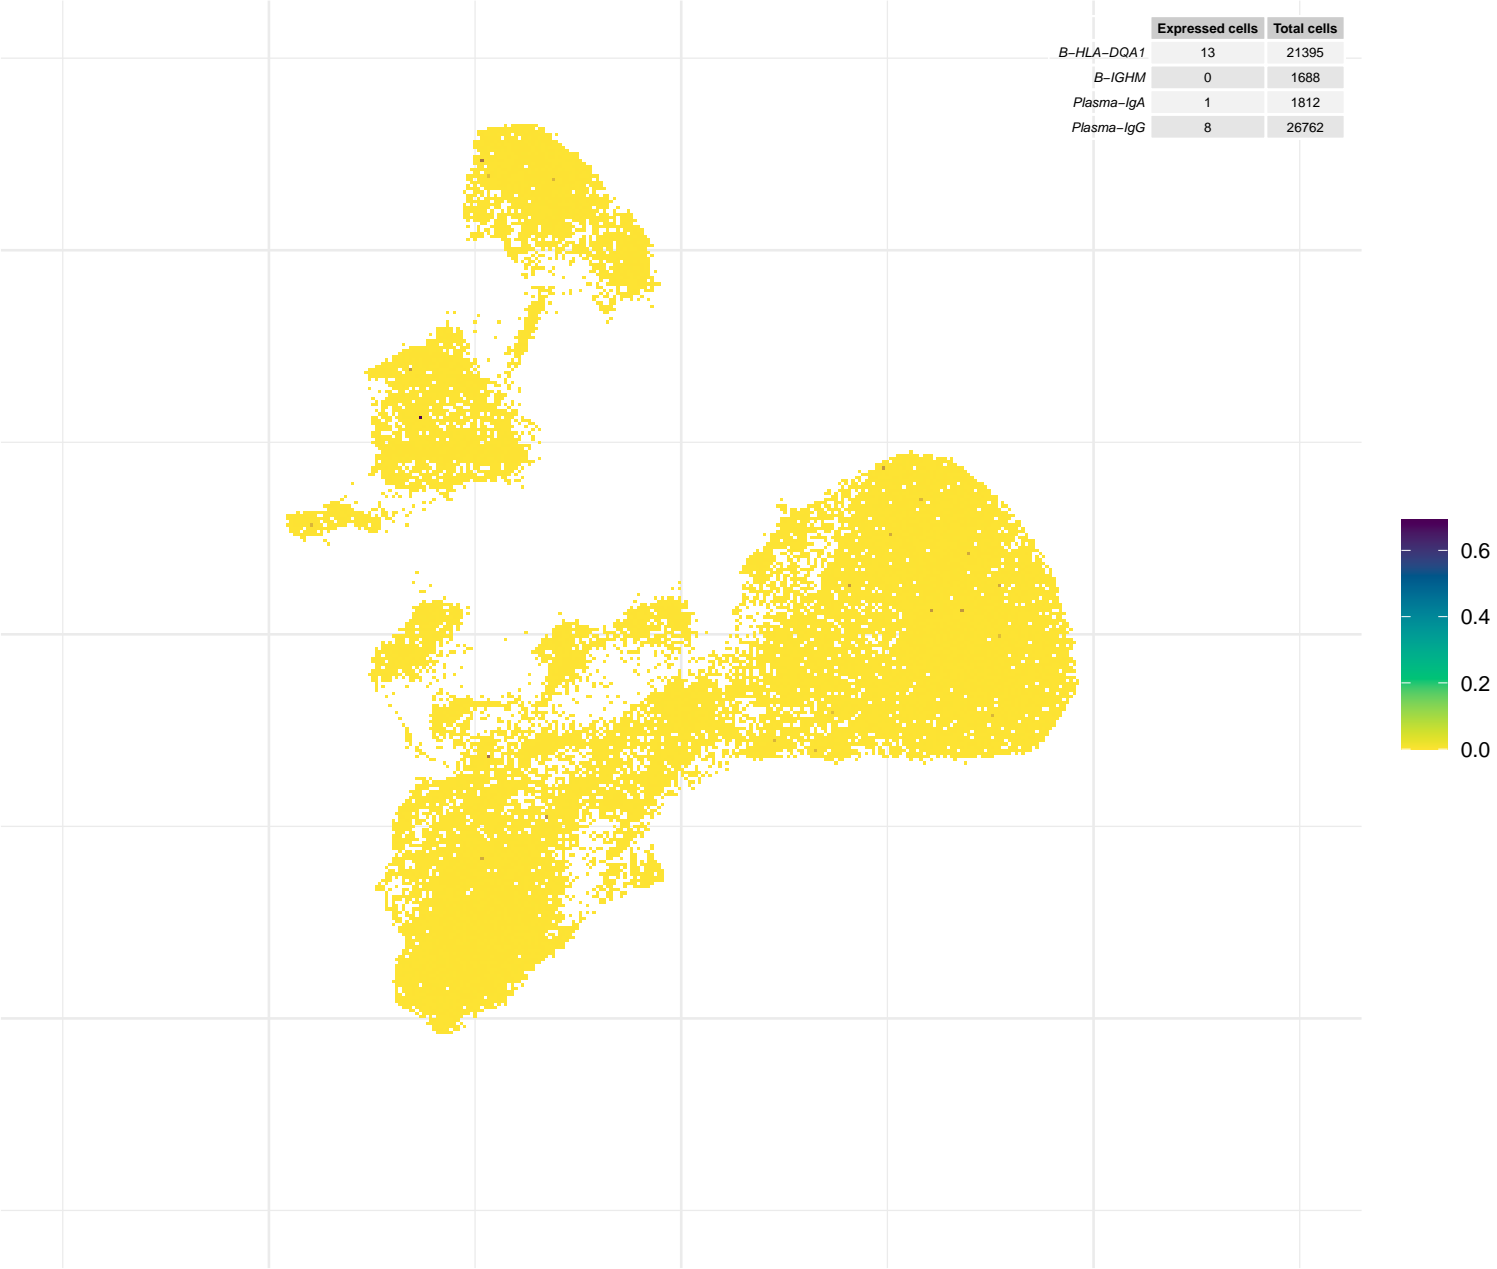 Expressed cells Total cells
B−HLA−DQA1 13 21395
B−IGHM 0 1688
Plasma−IgA 1 1812
Plasma−IgG 8 26762
0.6
0.4
0.2
0.0